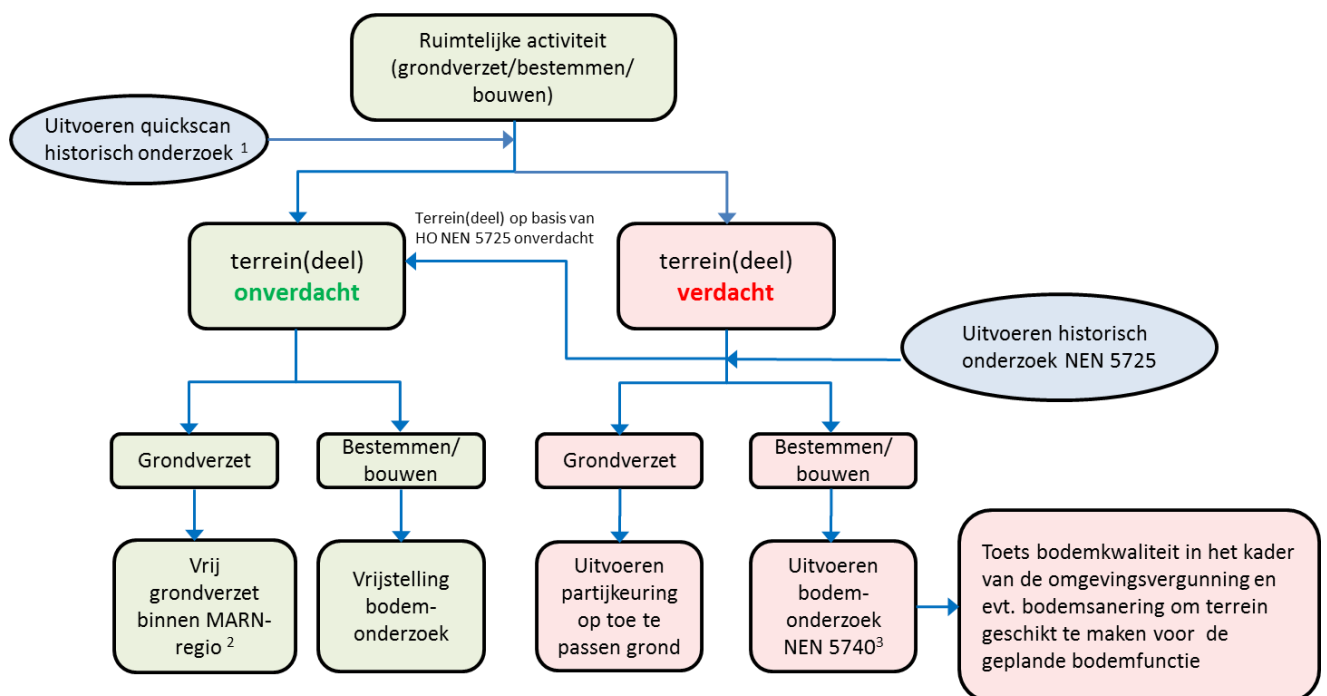 Ruimtelijke activiteit
(grondverzet/bestemmen/
bouwen)
Uitvoeren quickscan
historisch onderzoek 1
terrein(deel)
onverdacht
Terrein(deel) op basis van
HO NEN 5725 onverdacht
terrein(deel)
verdacht
Uitvoeren historisch
onderzoek NEN 5725
Grondverzet
Bestemmen/
bouwen
Grondverzet
Bestemmen/
bouwen
Vrij
grondverzet
binnen MARN-
regio 2
Vrijstelling
bodem-
onderzoek
Uitvoeren
partijkeuring
op toe te
passen grond
Uitvoeren
bodem-
onderzoek
NEN 57403
Toets bodemkwaliteit in het kader
van de omgevingsvergunning en
evt. bodemsanering om terrein
geschikt te maken voor de
geplande bodemfunctie